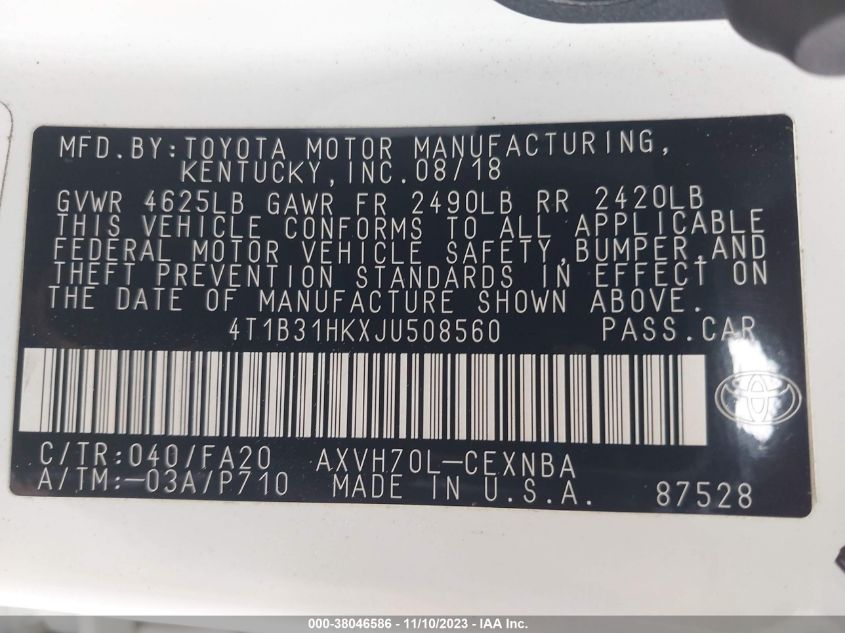 MFD.BY:TOYOTA MOTOR MANUFACTURING,
KENTUCKY,INC.08/18
GVWR 4625LB GAWR FR 2490LB RR 2420LB
THIS VEHICLE CONFORMS TO ALL APPLICABLE
FEDERAL MOTOR VEHICLE SAFETY,BUMPER,AND
THEFT PREVENTION STANDARDS IN EFFECT ON
THE DATE OF MANUFACTURE SHOWN ABOVE.
4T1B31HKXJU508560 PASS.CAR
C/TR:040/FA20 AXVH70L-CEXNBA
A/TM:-03A/P710 MADE IN U.S.A. 87528
000-38046586 - 11/10/2023 - IAA Inc.